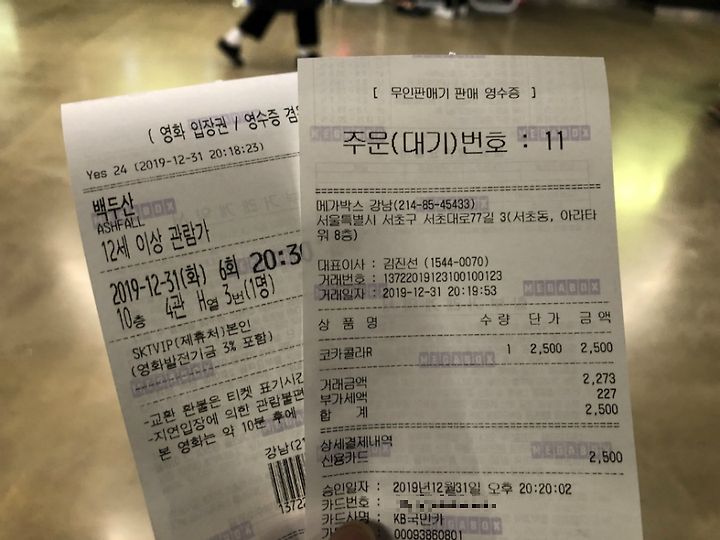 ( 영화 입장권 / 영수증 겸
Yes 24 (2019-12-31 20:18:23)
백두산
ASHFALL
12세 이상 관람가
2019-12-31(화) 6회 20:30
10층 4관 H열 3번(1명)
SKTVIP(제휴처)본인
(영화발전기금 3% 포함)
-교환 환불은 티켓 표기시간
-지연입장에 의한 관람불편
본 영화는 약 10분 후에
강남(21
1372
[ 무인판매기 판매 영수증 ]
주문(대기)번호 : 11
메가박스 강남(214-85-45433)
서울특별시 서초구 서초대로77길 3(서초동, 아라타
워 8층)
대표이사 : 김진선 (1544-0070)
거래번호 : 13722019123100100123
거래일자 : 2019-12-31 20:19:53
상 품 명 수 량 단 가 금 액
코카콜라R 1 2,500 2,500
거래금액 2,273
부가세액 227
합 계 2,500
상세결제내역
신용카드 2,500
승인일자 : 2019년12월31일 오후 20:20:02
카드번호 :
카드사명 : KB국민카
00093860801
MEGABOX